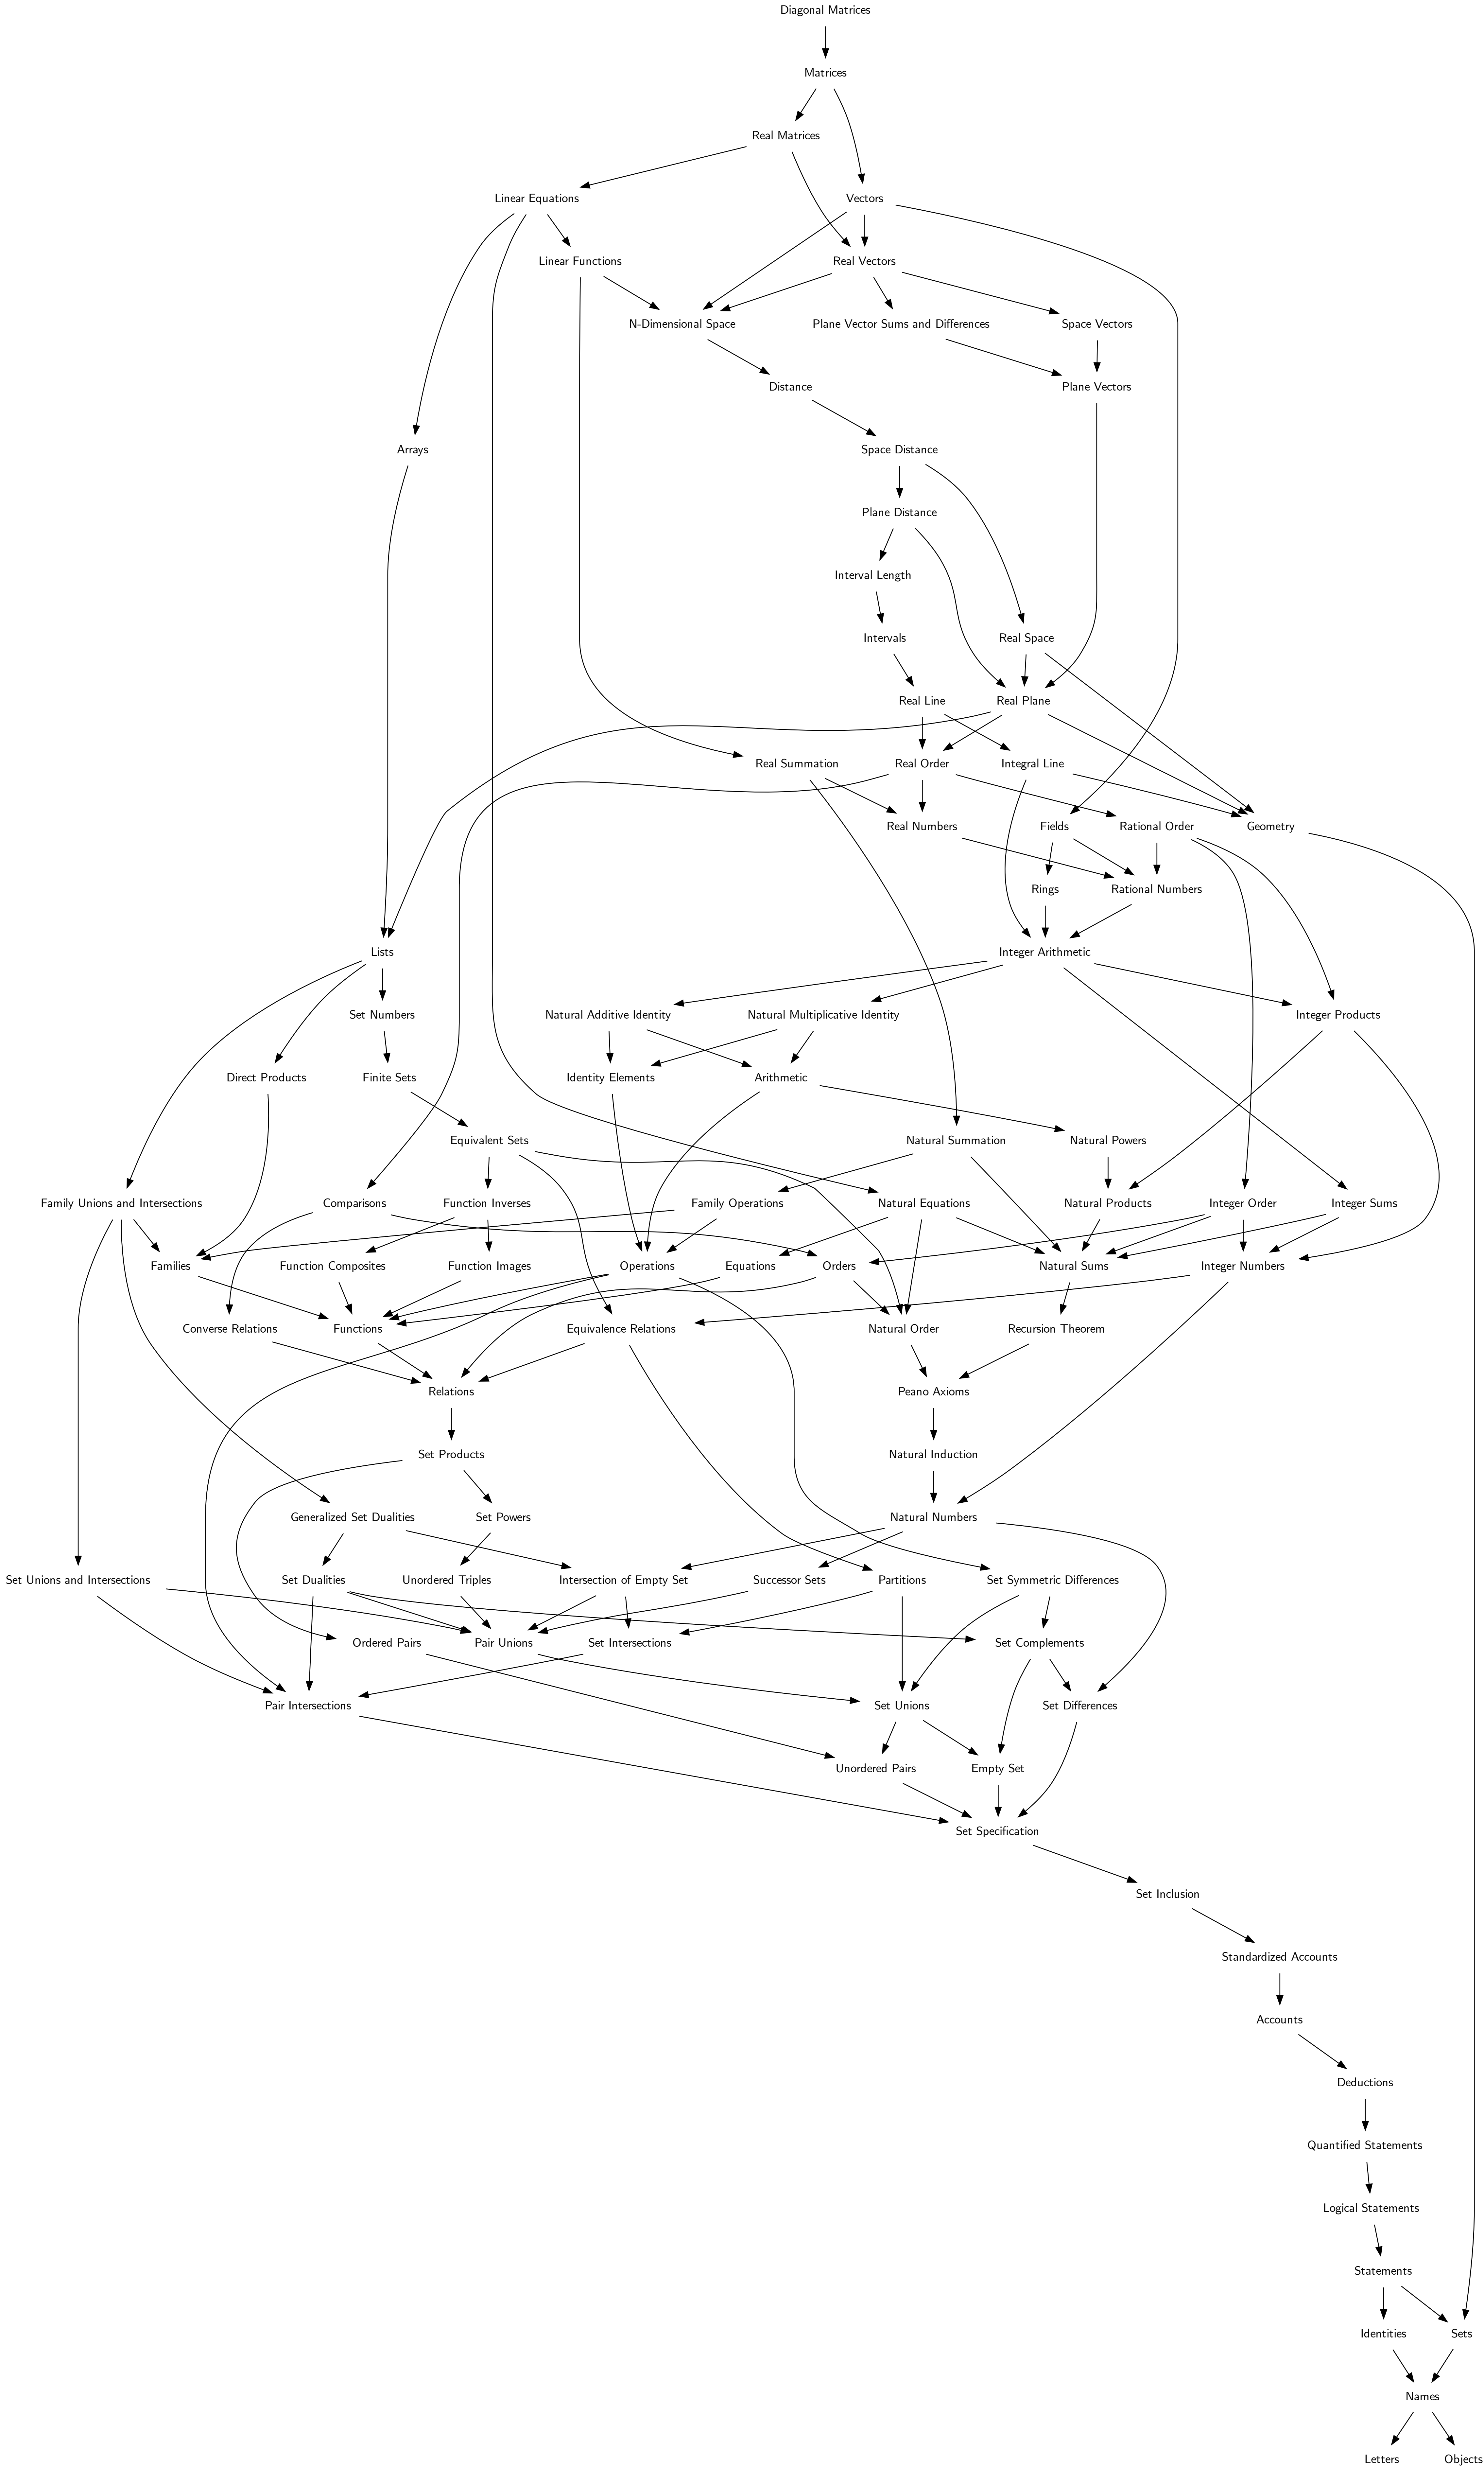 Diagonal Matrices
Matrices
Real Matrices
Linear Equations
Vectors
Linear Functions
Real Vectors
N-Dimensional Space
Plane Vector Sums and Differences
Space Vectors
Distance
Plane Vectors
Arrays
Space Distance
Plane Distance
Interval Length
Intervals
Real Space
Real Line
Real Plane
Real Summation
Real Order
Integral Line
Real Numbers
Fields
Rational Order
Geometry
Rings
Rational Numbers
Lists
Integer Arithmetic
Set Numbers
Natural Additive Identity
Natural Multiplicative Identity
Integer Products
Direct Products
Finite Sets
Identity Elements
Arithmetic
Equivalent Sets
Natural Summation
Natural Powers
Family Unions and Intersections
Comparisons
Function Inverses
Family Operations
Natural Equations
Natural Products
Integer Order
Integer Sums
Families
Function Composites
Function Images
Operations
Equations
Orders
Natural Sums
Integer Numbers
Converse Relations
Functions
Equivalence Relations
Natural Order
Recursion Theorem
Relations
Peano Axioms
Set Products
Natural Induction
Generalized Set Dualities
Set Powers
Natural Numbers
Set Unions and Intersections
Set Dualities
Unordered Triples
Intersection of Empty Set
Successor Sets
Partitions
Set Symmetric Differences
Ordered Pairs
Pair Unions
Set Intersections
Set Complements
Pair Intersections
Set Unions
Set Differences
Unordered Pairs
Empty Set
Set Specification
Set Inclusion
Standardized Accounts
Accounts
Deductions
Quantified Statements
Logical Statements
Statements
Identities
Sets
Names
Letters
Objects